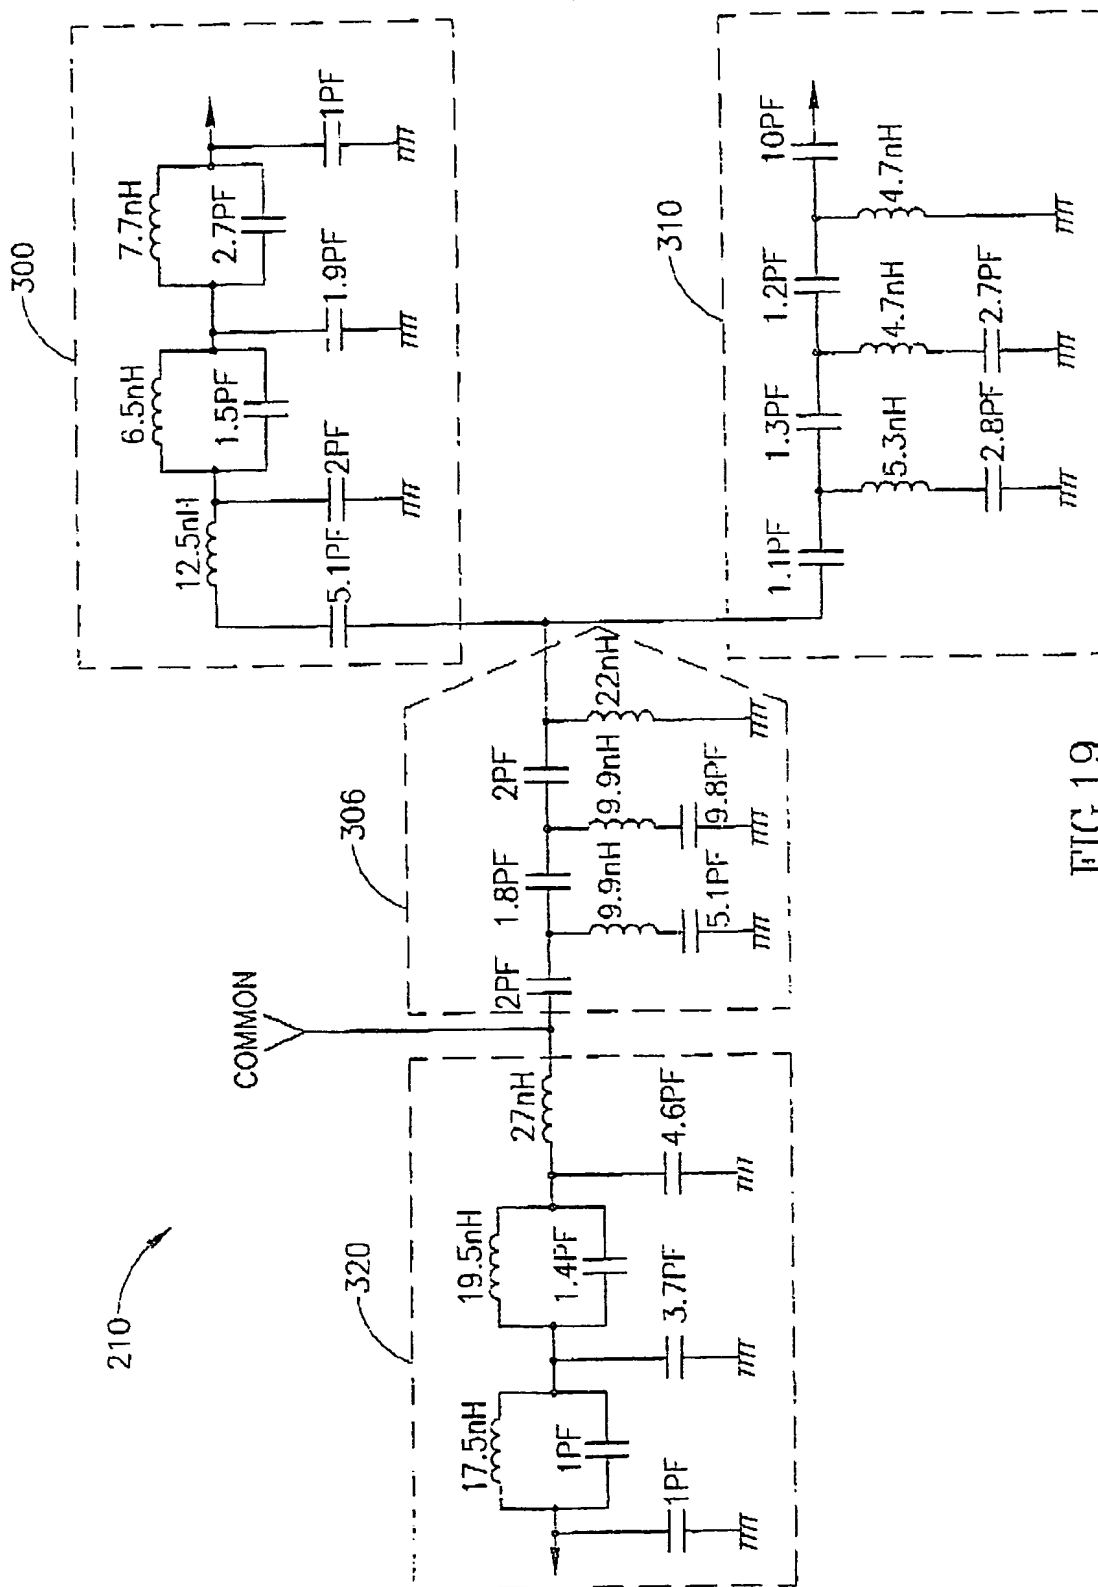 210
COMMON
320
17.5nH
1PF
1PF
19.5nH
1.4PF
3.7PF
27nH
4.6PF
306
2PF
1.8PF
2PF
9.9nH
5.1PF
9.9nH
9.8PF
22nH
300
5.1PF
12.5nH
2PF
6.5nH
1.5PF
1.9PF
7.7nH
2.7PF
1PF
310
1.1PF
1.3PF
1.2PF
10PF
5.3nH
2.8PF
4.7nH
2.7PF
4.7nH
FIG.19